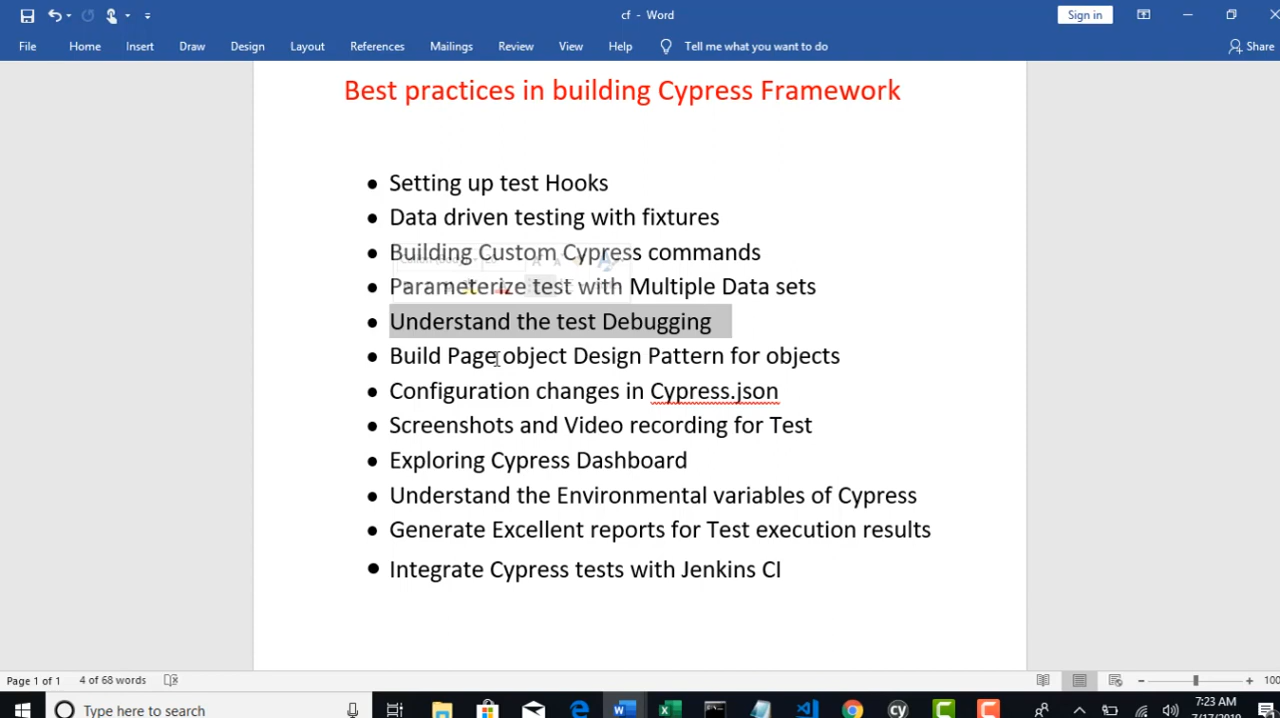 cf - Word
Sign in
File Home Insert Draw Design Layout References Mailings Review View Help Tell me what you want to do Share
Best practices in building Cypress Framework
Setting up test Hooks
Data driven testing with fixtures
Building Custom Cypress commands
Parameterize test with Multiple Data sets
Understand the test Debugging
Build Page object Design Pattern for objects
Configuration changes in Cypress.json
Screenshots and Video recording for Test
Exploring Cypress Dashboard
Understand the Environmental variables of Cypress
Generate Excellent reports for Test execution results
Integrate Cypress tests with Jenkins CI
Page 1 of 1 4 of 68 words 100
Type here to search
7:23 AM